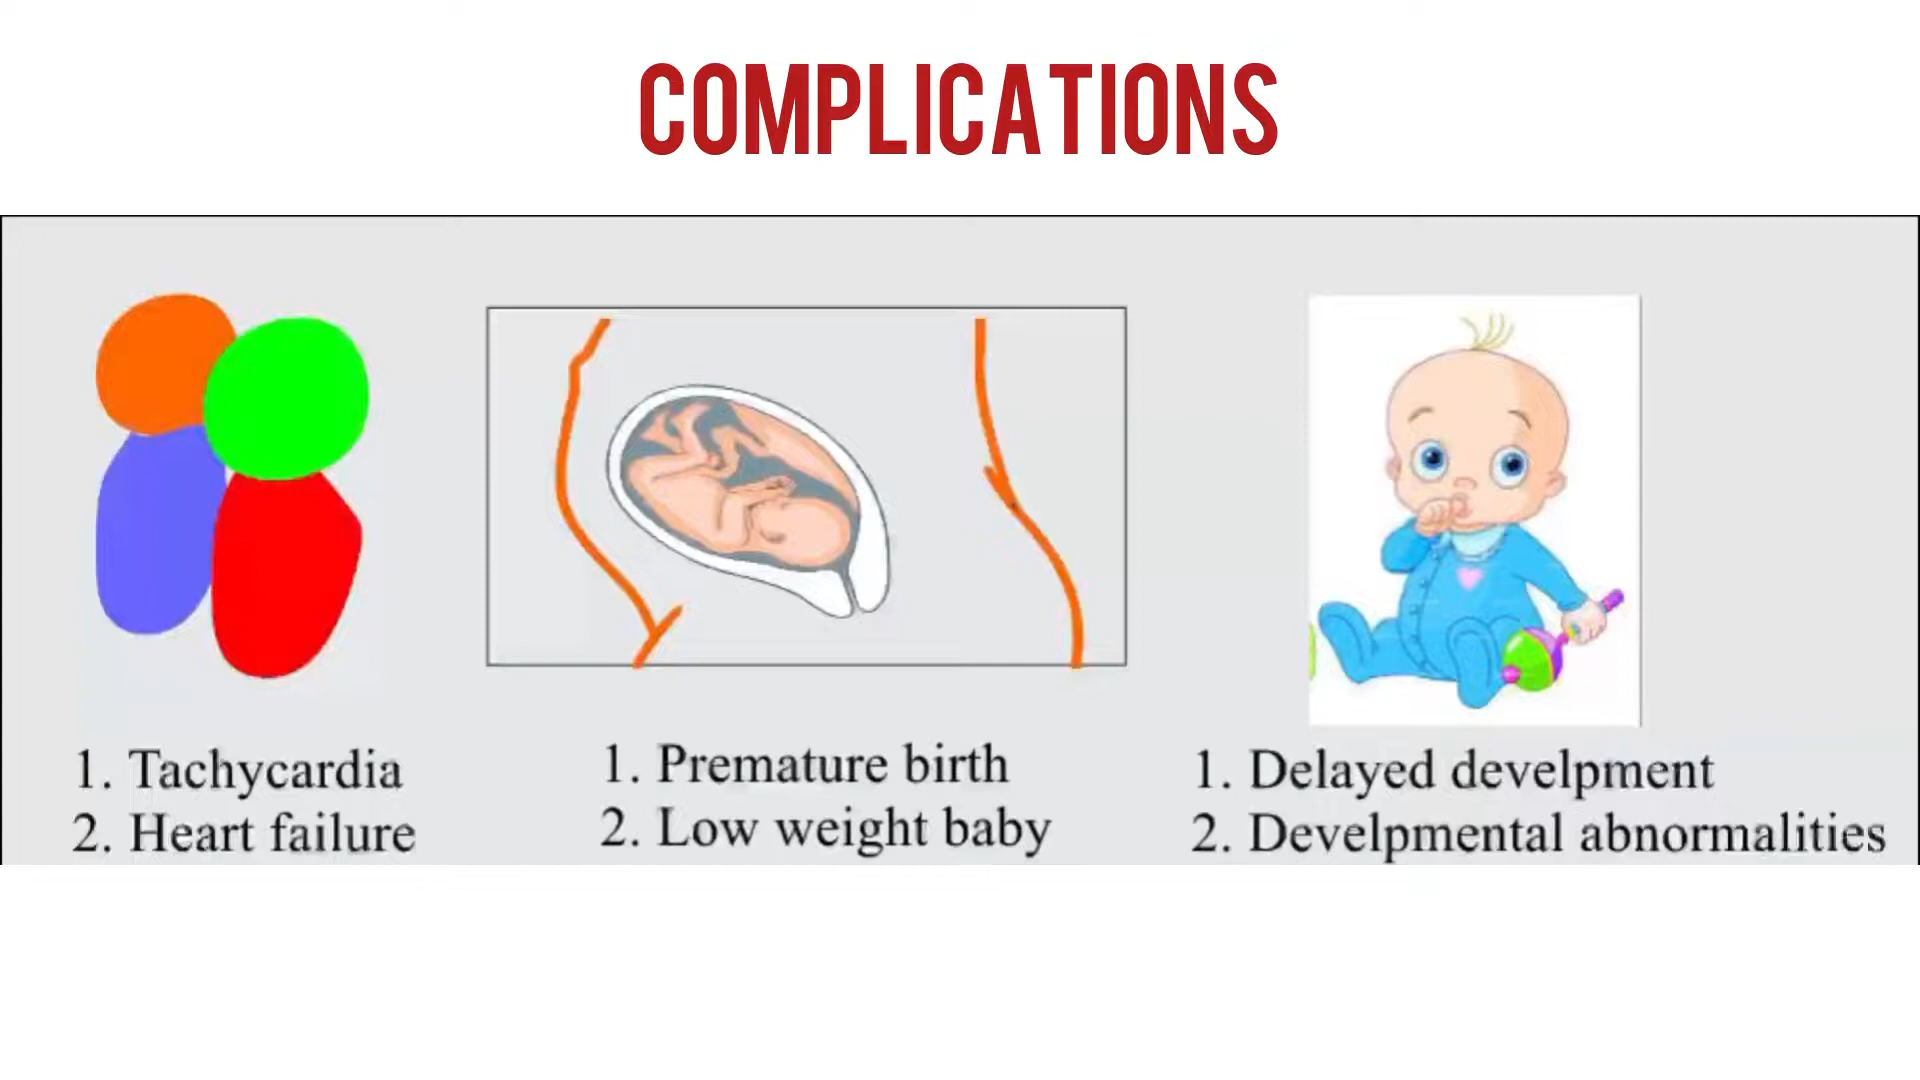 COMPLICATIONS
1. Tachycardia
2. Heart failure
1. Premature birth
2. Low weight baby
1. Delayed develpment
2. Develpmental abnormalities